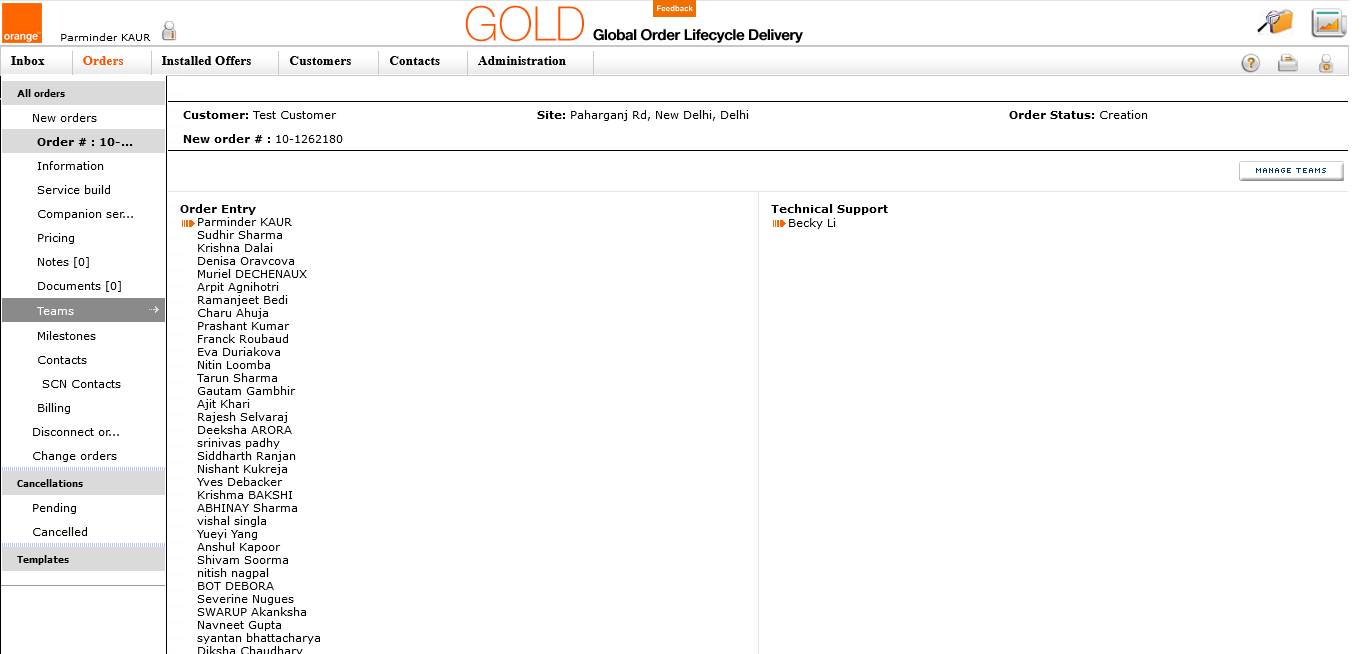 Feedback
orange™
Parminder KAUR
GOLD Global Order Lifecycle Delivery
Inbox Orders Installed Offers Customers Contacts Administration
All orders
New orders
Order # : 10-...
Information
Service build
Companion ser...
Pricing
Notes [0]
Documents [0]
Teams
Milestones
Contacts
SCN Contacts
Billing
Disconnect or...
Change orders
Cancellations
Pending
Cancelled
Templates
Customer: Test Customer Site: Paharganj Rd, New Delhi, Delhi Order Status: Creation
New order # : 10-1262180
MANAGE TEAMS
Order Entry
Parminder KAUR
Sudhir Sharma
Krishna Dalai
Denisa Oravcova
Muriel DECHENAUX
Arpit Agnihotri
Ramanjeet Bedi
Charu Ahuja
Prashant Kumar
Franck Roubaud
Eva Duriakova
Nitin Loomba
Tarun Sharma
Gautam Gambhir
Ajit Khari
Rajesh Selvaraj
Deeksha ARORA
srinivas padhy
Siddharth Ranjan
Nishant Kukreja
Yves Debacker
Krishma BAKSHI
ABHINAY Sharma
vishal singla
Yueyi Yang
Anshul Kapoor
Shivam Soorma
nitish nagpal
BOT DEBORA
Severine Nugues
SWARUP Akanksha
Navneet Gupta
syantan bhattacharya
Diksha Chaudhary
Technical Support
Becky Li